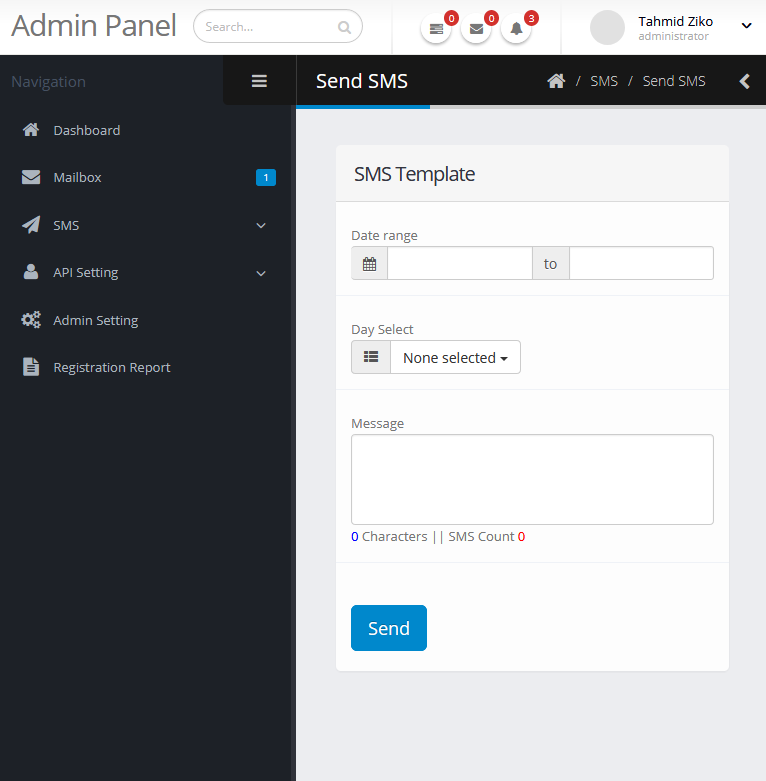 Admin Panel
Search...
0
0
3
Tahmid Ziko
administrator
Navigation
Send SMS
/ SMS / Send SMS
Dashboard
Mailbox
1
SMS
API Setting
Admin Setting
Registration Report
SMS Template
Date range
to
Day Select
None selected
Message
0 Characters || SMS Count 0
Send